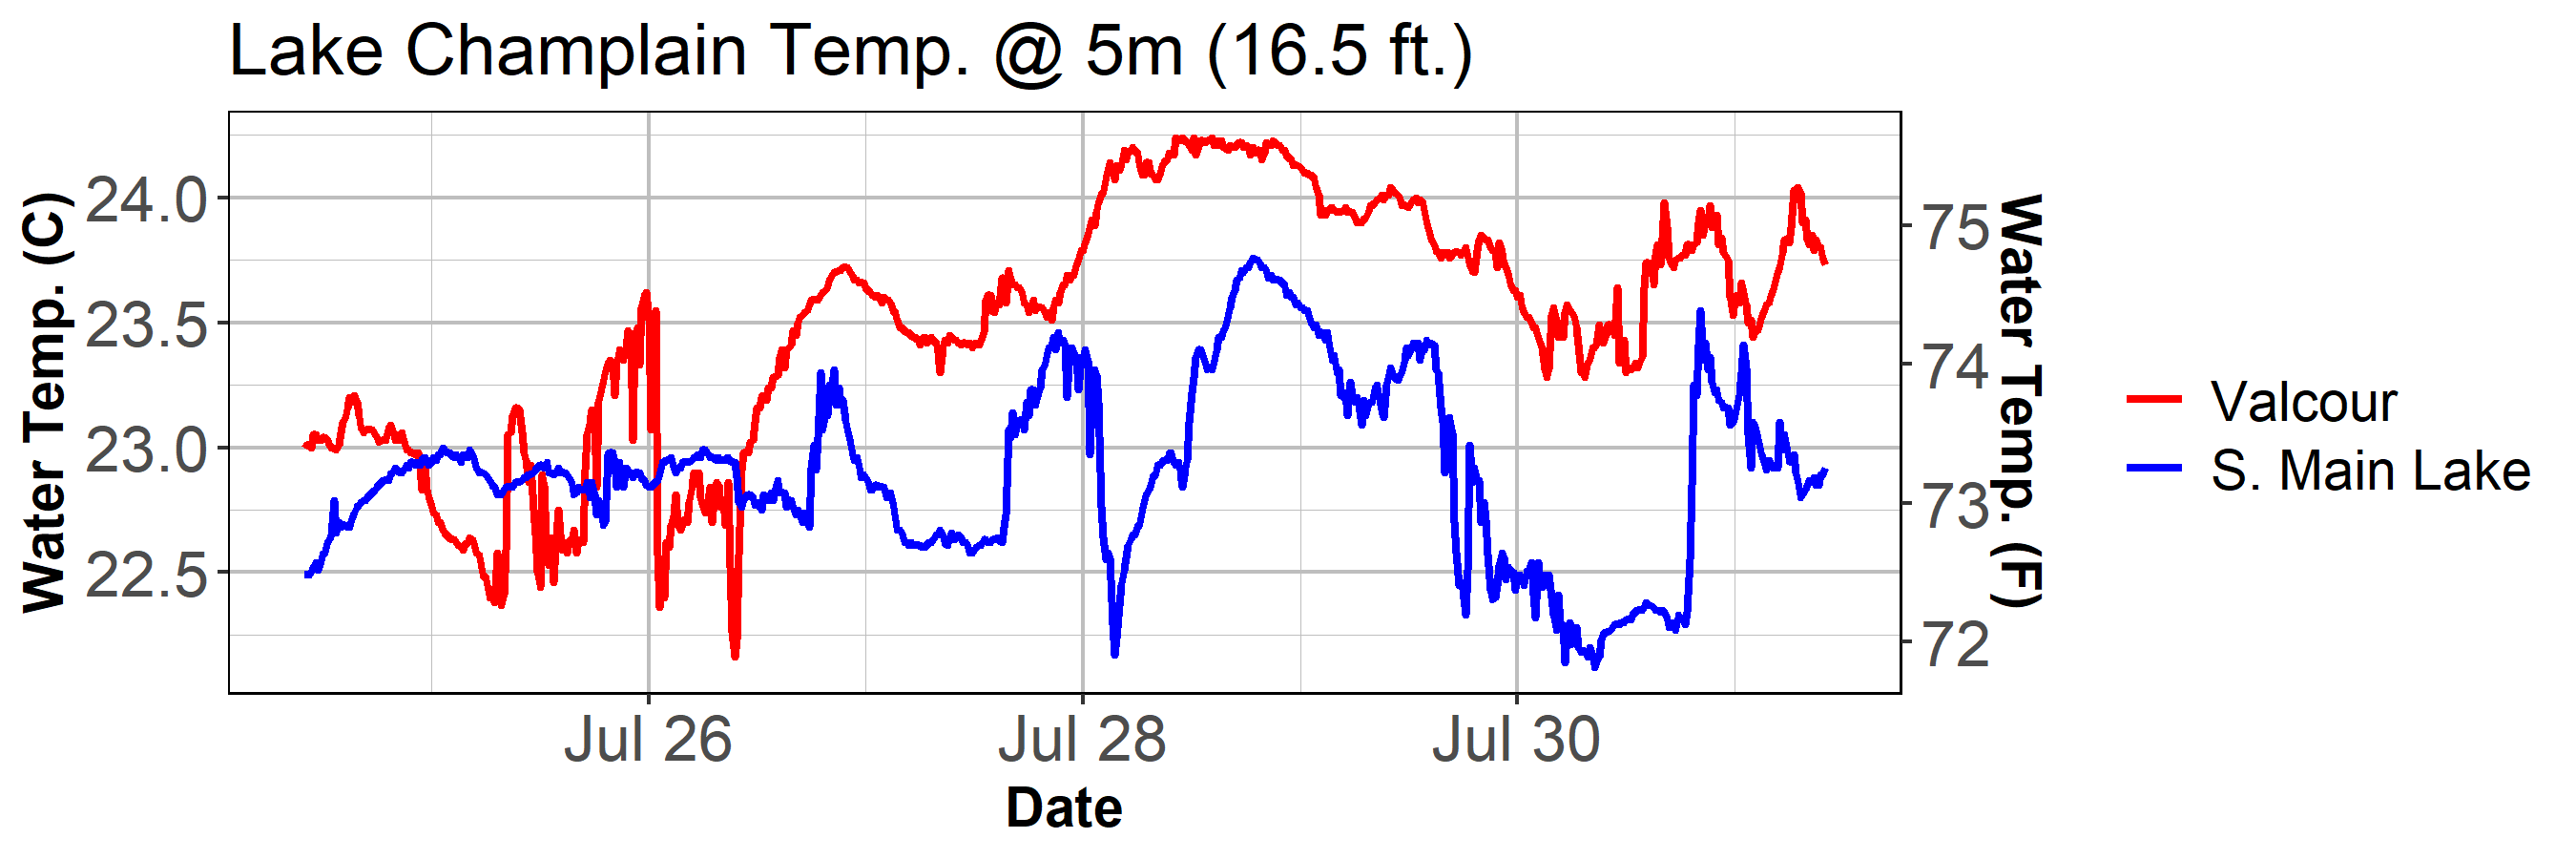 Lake Champlain Temp. @ 5m (16.5 ft.)
Water Temp. (C)
24.0
23.5
23.0
22.5
75
74
73
72
Water Temp. (F)
Jul 26
Jul 28
Jul 30
Date
Valcour
S. Main Lake